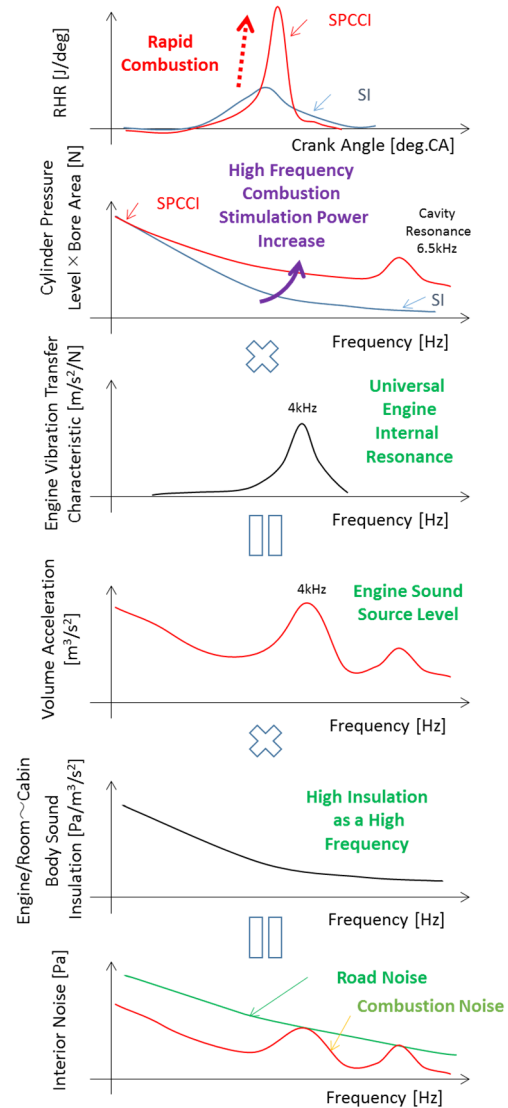 RHR [J/deg]
Rapid
Combustion
SPCCI
SI
Crank Angle [deg.CA]
Cylinder Pressure
Level×Bore Area [N]
SPCCI
High Frequency
Combustion
Stimulation Power
Increase
Cavity
Resonance
6.5kHz
SI
Frequency [Hz]
Engine Vibration Transfer
Characteristic [m/s²/N]
4kHz
Universal
Engine
Internal
Resonance
Frequency [Hz]
Volume Acceleration
[m³/s²]
4kHz
Engine Sound
Source Level
Frequency [Hz]
Engine/Room～Cabin
Body Sound
Insulation [Pa/m³/s²]
High Insulation
as a High
Frequency
Frequency [Hz]
Interior Noise [Pa]
Road Noise
Combustion Noise
Frequency [Hz]